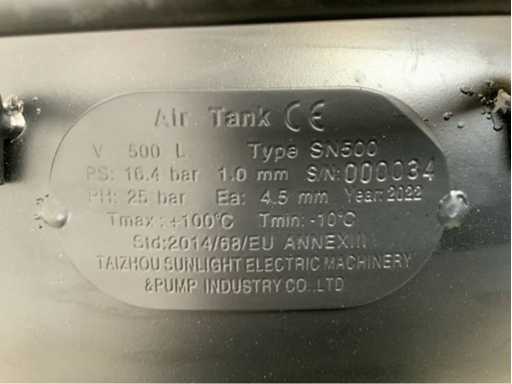 Air Tank CE
V 500 L Type SN500
PS: 16.4 bar 1.0 mm S/N: 000034
PH: 25 bar Ea: 4.5 mm Year: 2022
Tmax:+100°C Tmin:-10°C
Std:2014/68/EU ANNEXIII
TAIZHOU SUNLIGHT ELECTRIC MACHINERY
&PUMP INDUSTRY CO.,LTD